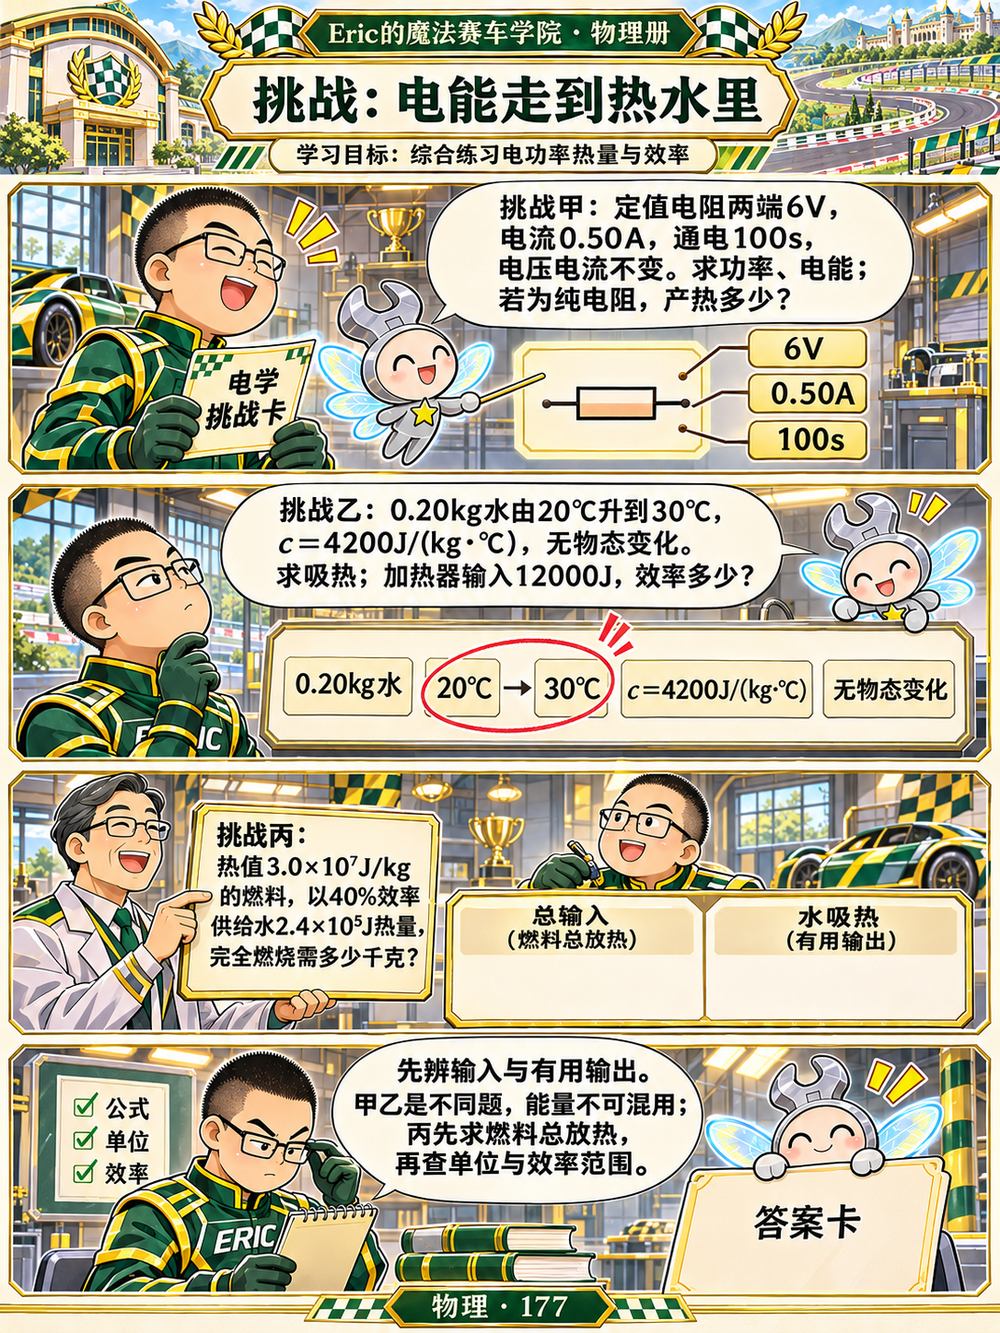 Eric的魔法赛车学院·物理册
挑战：电能走到热水里
学习目标：综合练习电功率热量与效率
挑战甲：定值电阻两端6V，
电流0.50A，通电100s，
电压电流不变。求功率、电能；
若为纯电阻，产热多少？
电学
挑战卡
6V
0.50A
100s
挑战乙：0.20kg水由20℃升到30℃，
c＝4200J/(kg·℃)，无物态变化。
求吸热；加热器输入12000J，效率多少？
0.20kg水
20℃→30℃
c＝4200J/(kg·℃)
无物态变化
挑战丙：
热值3.0×10⁷J/kg
的燃料，以40%效率
供给水2.4×10⁵J热量，
完全燃烧需多少千克？
总输入
（燃料总放热）
水吸热
（有用输出）
先辨输入与有用输出。
甲乙是不同题，能量不可混用；
丙先求燃料总放热，
再查单位与效率范围。
公式
单位
效率
ERIC
答案卡
物理·177